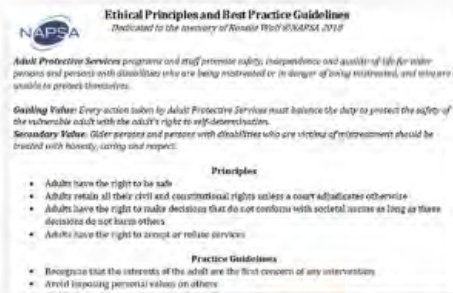 NAPSA
Ethical Principles and Best Practice Guidelines
Dedicated to the memory of Rosalie Wolf ©NAPSA 2018
Adult Protective Services programs and staff promote safety, independence and quality of life for older
persons and persons with disabilities who are being mistreated or in danger of being mistreated, and who are
unable to protect themselves.
Guiding Value: Every action taken by Adult Protective Services must balance the duty to protect the safety of
the vulnerable adult with the adult's right to self-determination.
Secondary Value: Older persons and persons with disabilities who are victims of mistreatment should be
treated with honesty, caring and respect.
Principles
• Adults have the right to be safe
• Adults retain all their civil and constitutional rights unless a court adjudicates otherwise
• Adults have the right to make decisions that do not conform with societal norms as long as these
decisions do not harm others
• Adults have the right to accept or refuse services
Practice Guidelines
• Recognize that the interests of the adult are the first concern of any intervention
• Avoid imposing personal values on others